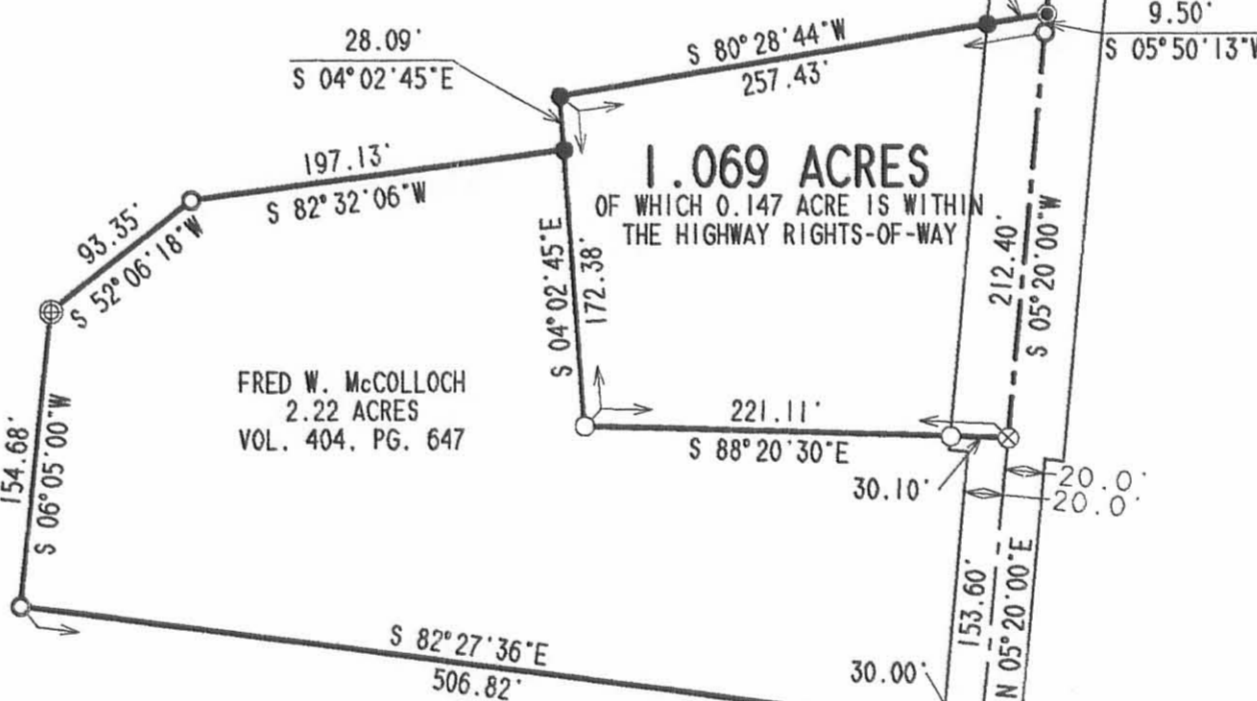 28.09'
S 04°02'45"E
S 80°28'44"W
257.43'
9.50'
S 05°50'13"W
197.13'
S 82°32'06"W
93.35'
S 52°06'18"W
1.069 ACRES
OF WHICH 0.147 ACRE IS WITHIN
THE HIGHWAY RIGHTS-OF-WAY
S 04°02'45"E
172.38'
212.40'
S 05°20'00"W
FRED W. McCOLLOCH
2.22 ACRES
VOL. 404, PG. 647
154.68'
S 06°05'00"W
221.11'
S 88°20'30"E
30.10'
20.0'
20.0'
153.60'
N 05°20'00"E
S 82°27'36"E
506.82'
30.00'